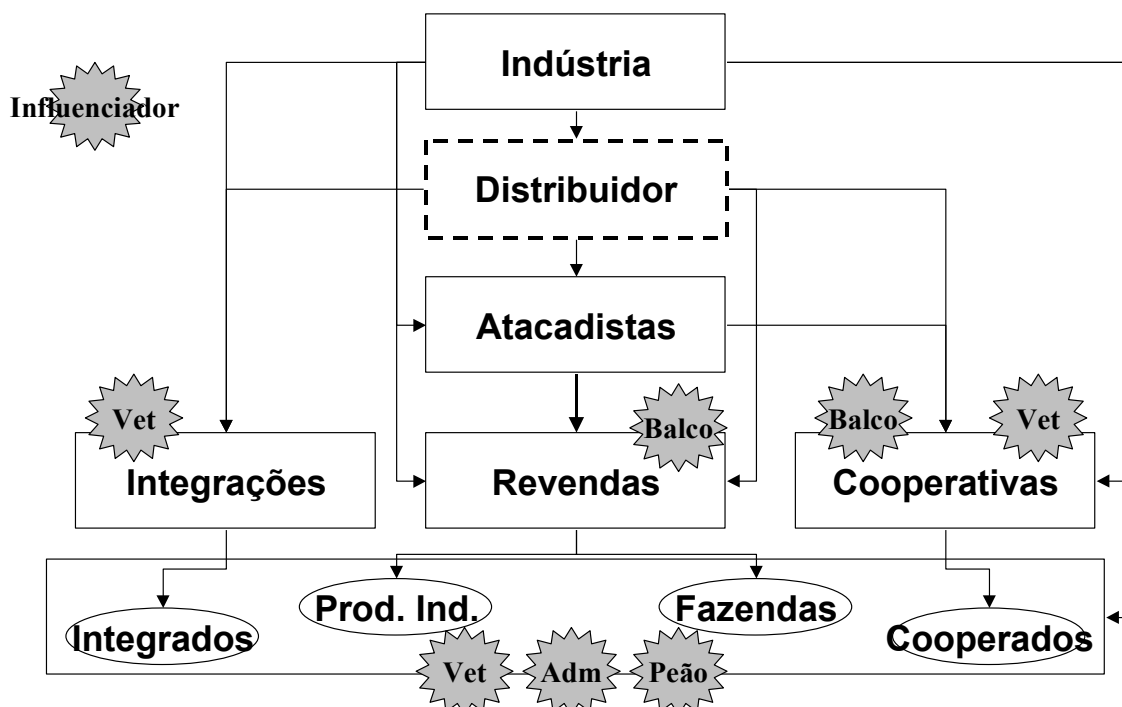 Indústria
Influenciador
Distribuidor
Atacadistas
Vet
Balco
Balco
Vet
Integrações
Revendas
Cooperativas
Prod. Ind.
Fazendas
Integrados
Cooperados
Vet
Adm
Peão